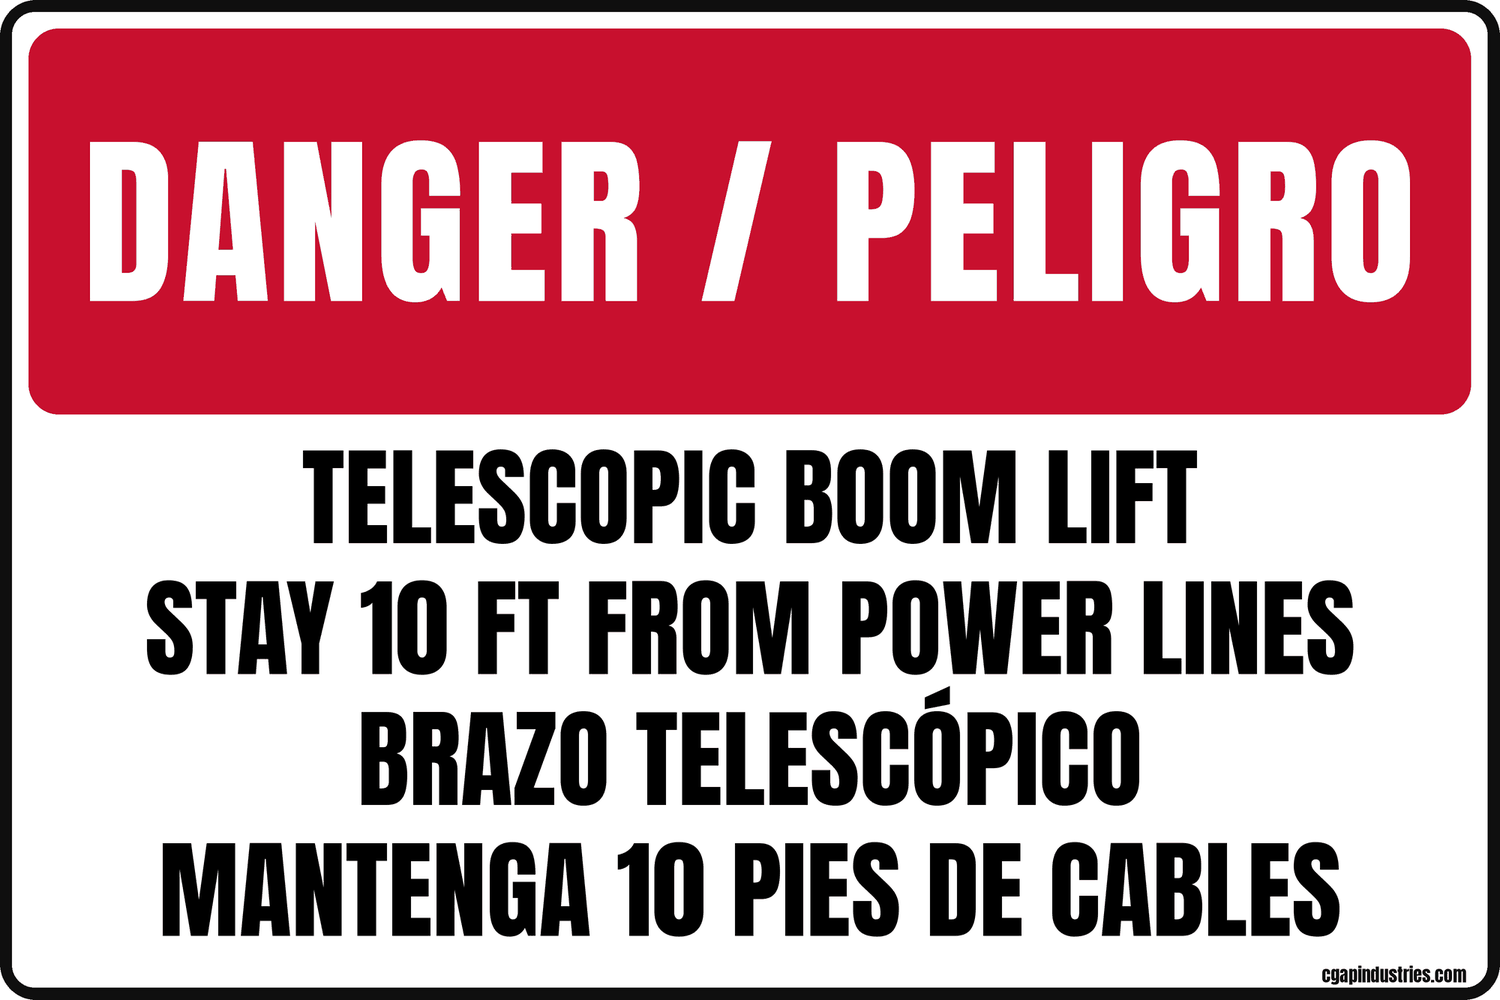 DANGER / PELIGRO
TELESCOPIC BOOM LIFT
STAY 10 FT FROM POWER LINES
BRAZO TELESCÓPICO
MANTENGA 10 PIES DE CABLES
cgapindustries.com